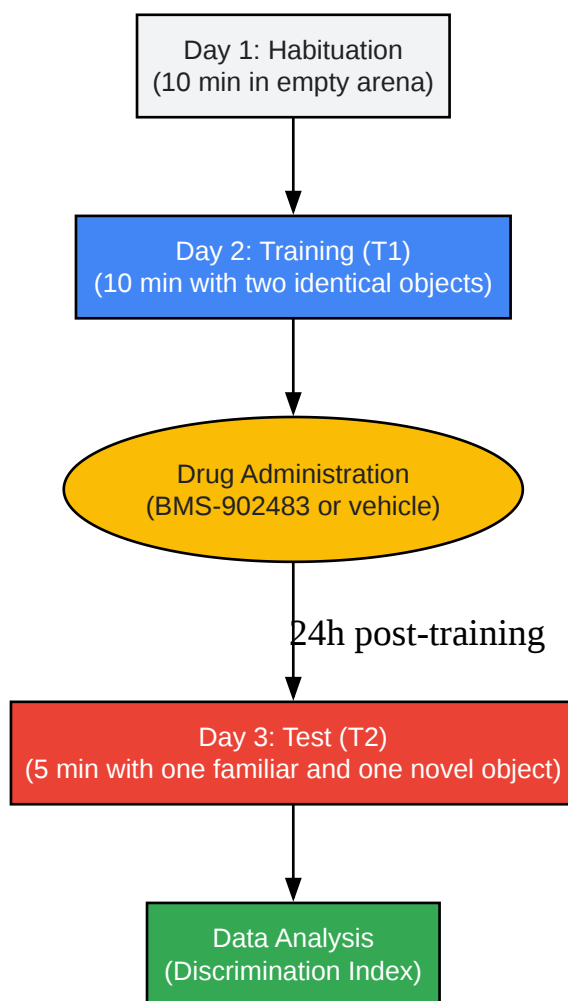 Day 1: Habituation
(10 min in empty arena)
Day 2: Training (T1)
(10 min with two identical objects)
Drug Administration
(BMS-902483 or vehicle)
24h post-training
Day 3: Test (T2)
(5 min with one familiar and one novel object)
Data Analysis
(Discrimination Index)